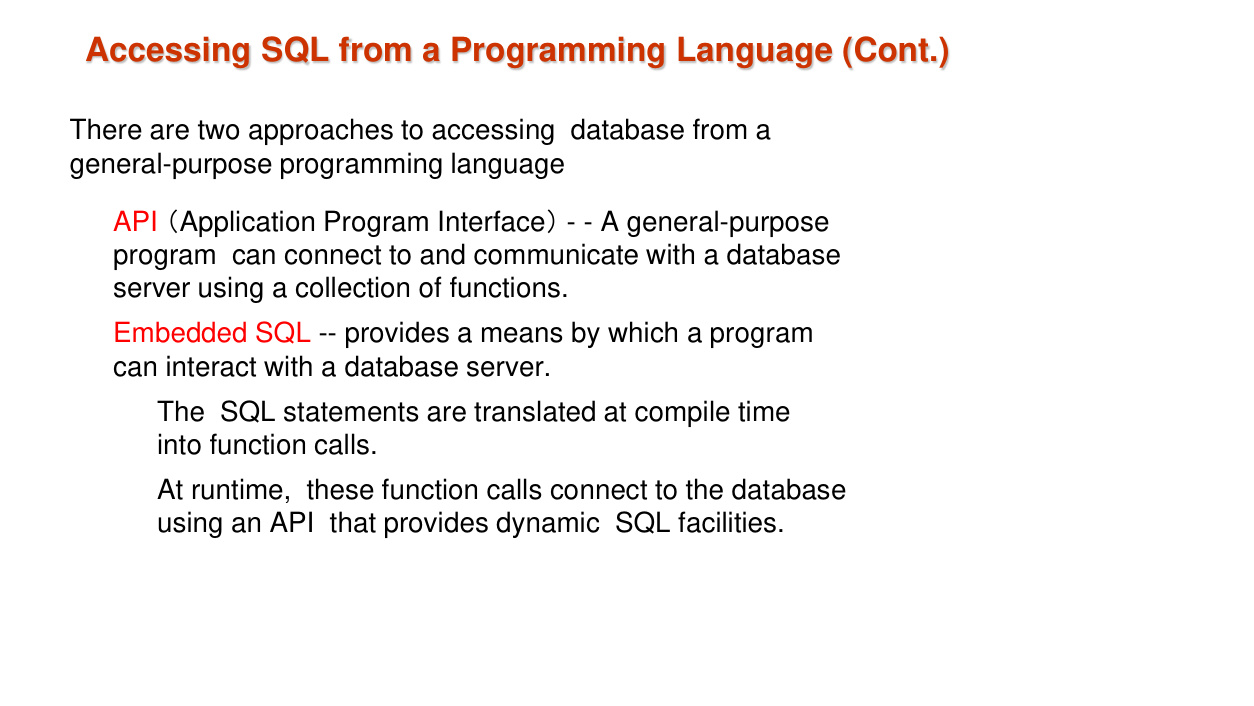 Accessing SQL from a Programming Language (Cont.)
There are two approaches to accessing  database from a
general-purpose programming language
API（Application Program Interface）- - A general-purpose
program  can connect to and communicate with a database
server using a collection of functions.
Embedded SQL -- provides a means by which a program
can interact with a database server.
The  SQL statements are translated at compile time
into function calls.
At runtime,  these function calls connect to the database
using an API  that provides dynamic  SQL facilities.